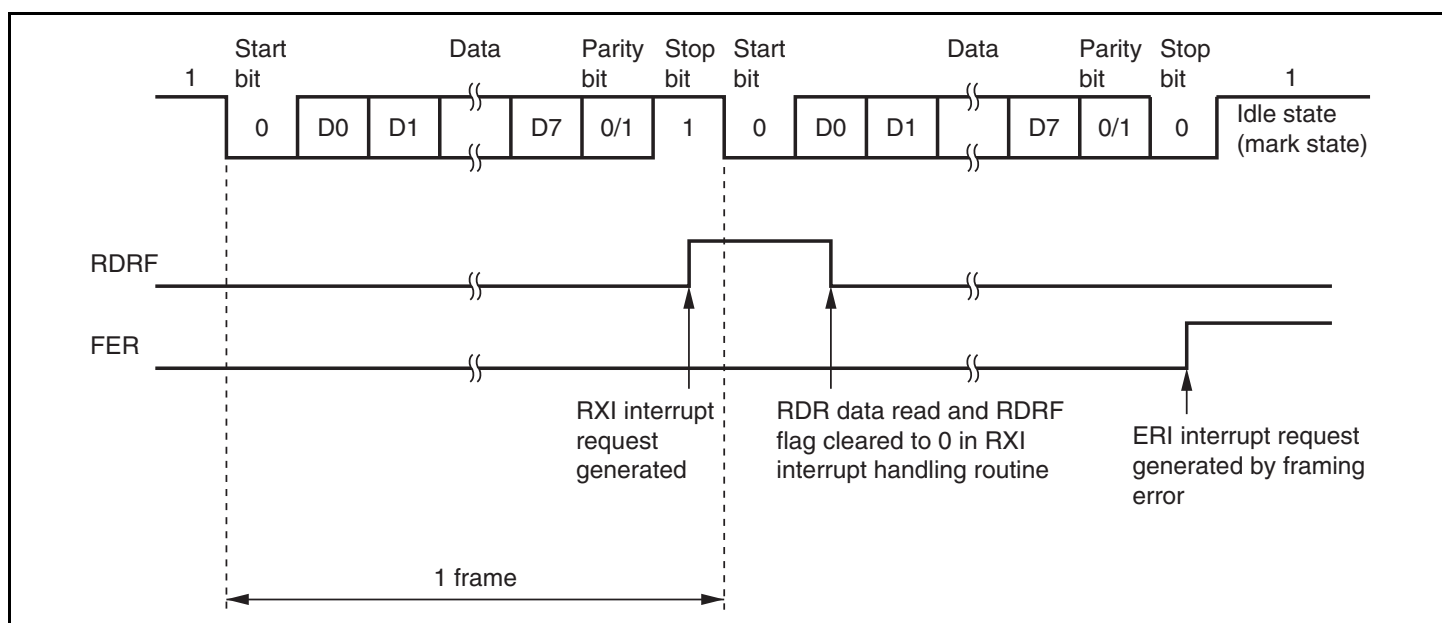 Start
bit
Data
Parity
bit
Stop
bit
Start
bit
Data
Parity
bit
Stop
bit
1
1
0
D0
D1
D7
0/1
1
0
D0
D1
D7
0/1
0
Idle state
(mark state)
RDRF
FER
RXI interrupt
request
generated
RDR data read and RDRF
flag cleared to 0 in RXI
interrupt handling routine
ERI interrupt request
generated by framing
error
1 frame